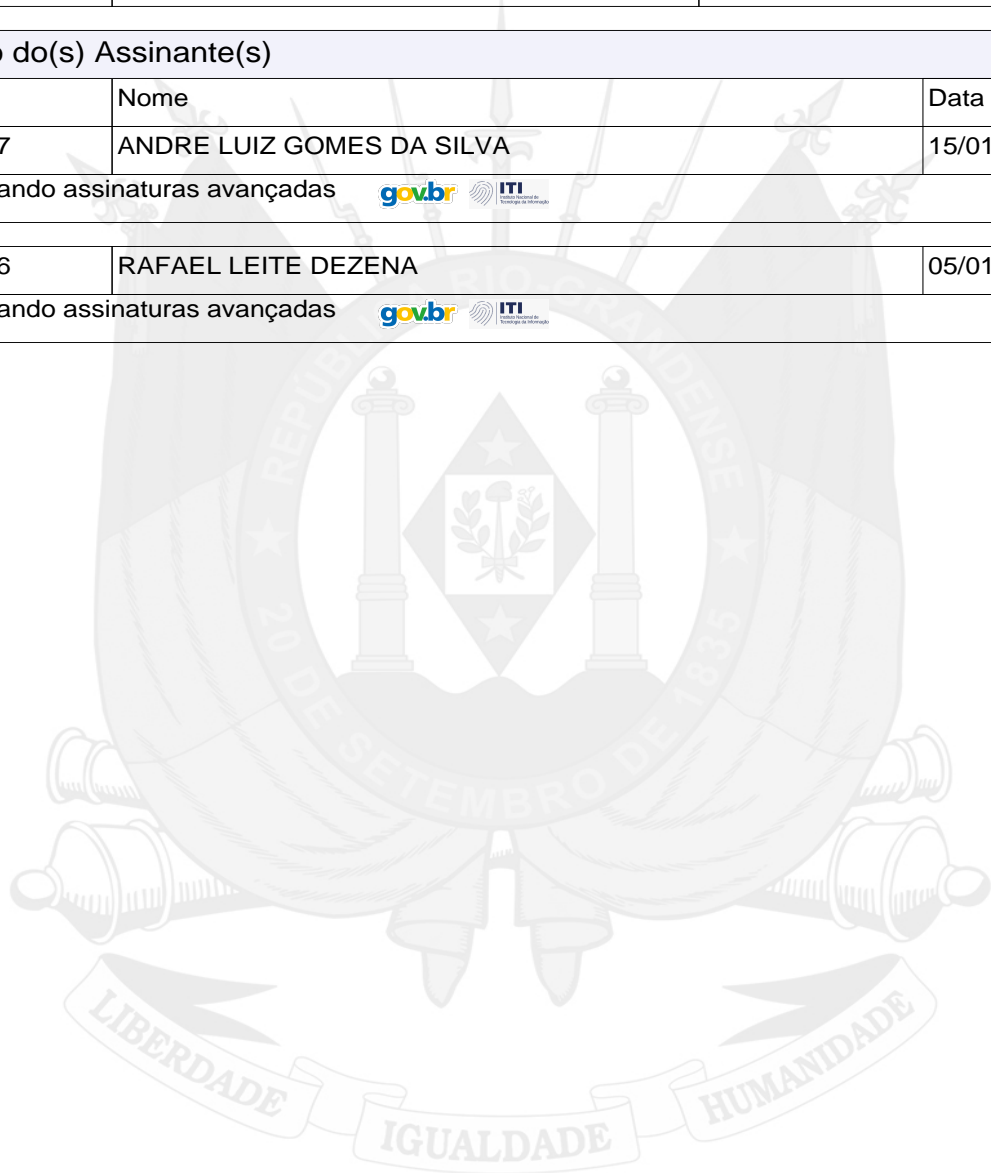 o do(s) Assinante(s)
Nome Data
7 ANDRE LUIZ GOMES DA SILVA 15/01
ando assinaturas avançadas gov.br ITI
6 RAFAEL LEITE DEZENA 05/01
ando assinaturas avançadas gov.br ITI
REPÚBLICA RIO-GRANDENSE
20 DE SETEMBRO DE 1835
LIBERDADE IGUALDADE HUMANIDADE